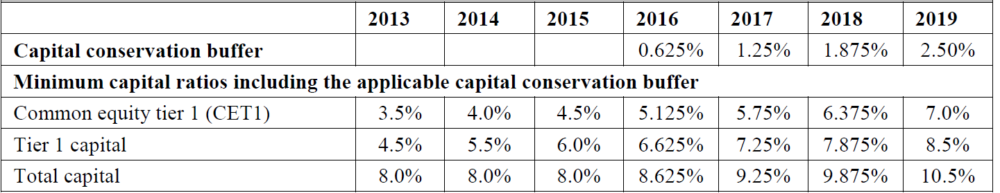 2013 2014 2015 2016 2017 2018 2019
Capital conservation buffer 0.625% 1.25% 1.875% 2.50%
Minimum capital ratios including the applicable capital conservation buffer
Common equity tier 1 (CET1) 3.5% 4.0% 4.5% 5.125% 5.75% 6.375% 7.0%
Tier 1 capital 4.5% 5.5% 6.0% 6.625% 7.25% 7.875% 8.5%
Total capital 8.0% 8.0% 8.0% 8.625% 9.25% 9.875% 10.5%